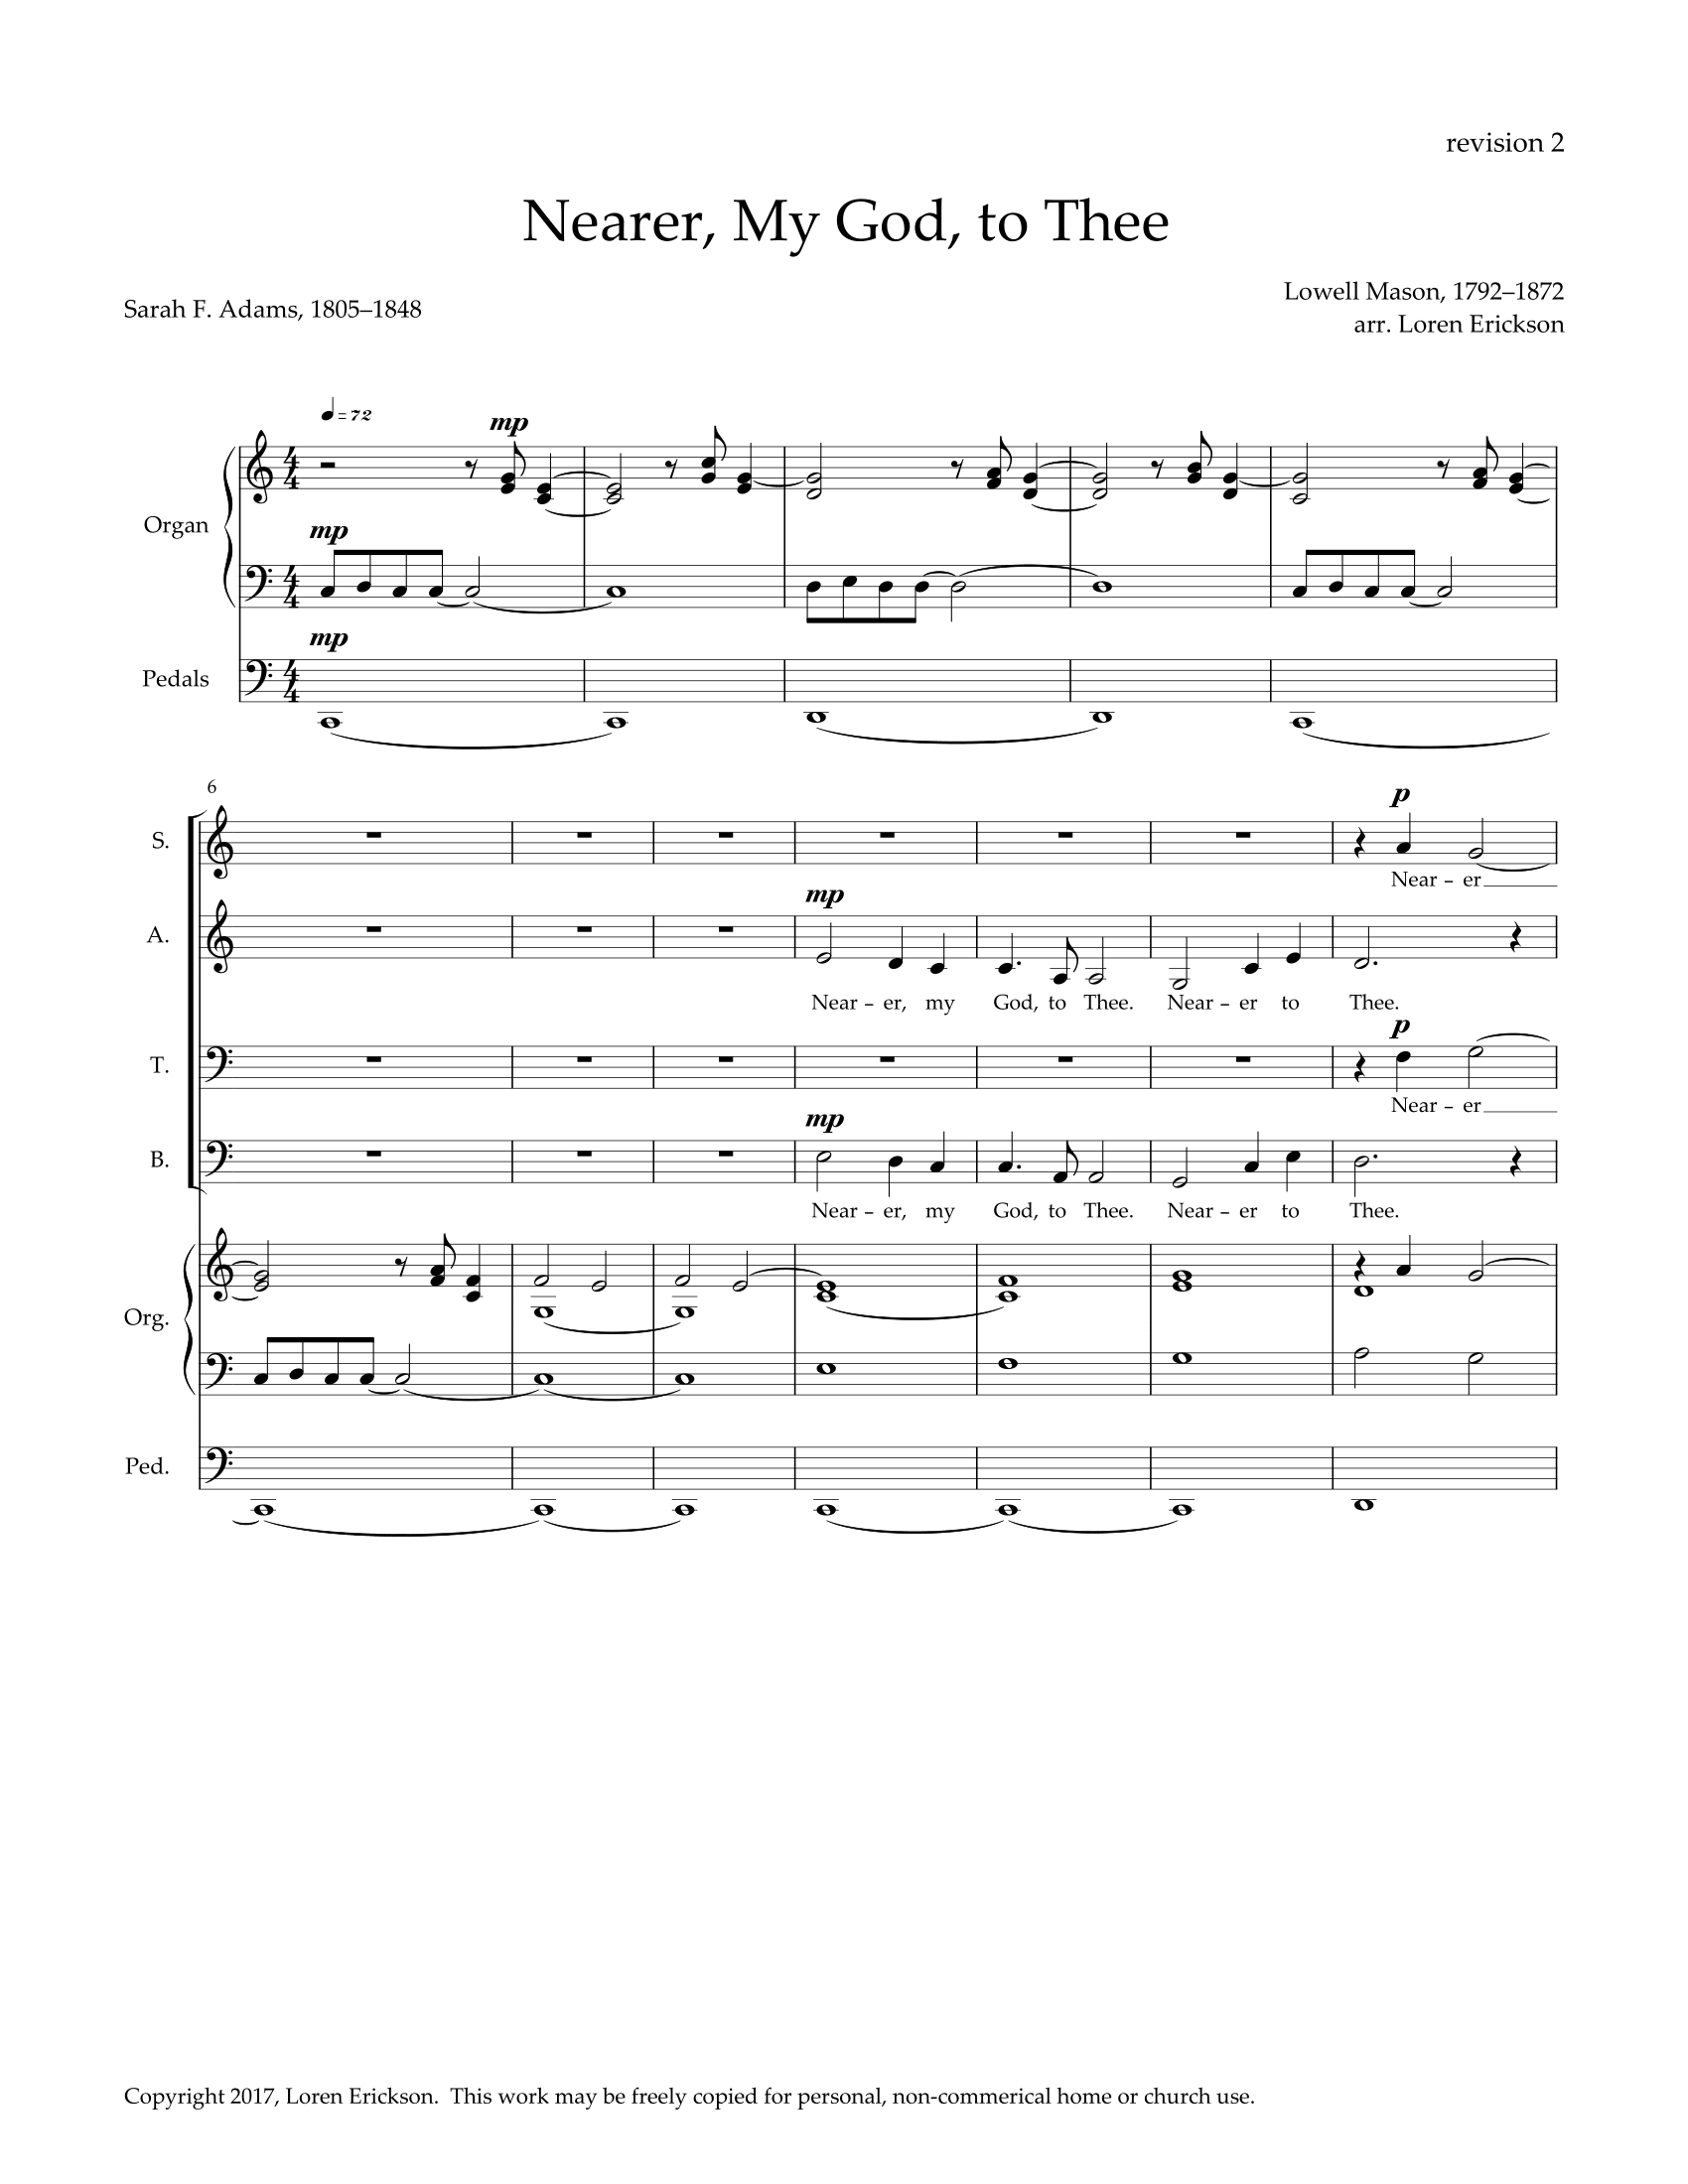 revision 2
Nearer, My God, to Thee
Sarah F. Adams, 1805–1848
Lowell Mason, 1792–1872
arr. Loren Erickson
= 72
mp
Organ
mp
mp
Pedals
6
p
S.
Near – er
mp
A.
Near – er, my God, to Thee. Near – er to Thee.
p
T.
Near – er
mp
B.
Near – er, my God, to Thee. Near – er to Thee.
Org.
Ped.
Copyright 2017, Loren Erickson.  This work may be freely copied for personal, non-commerical home or church use.